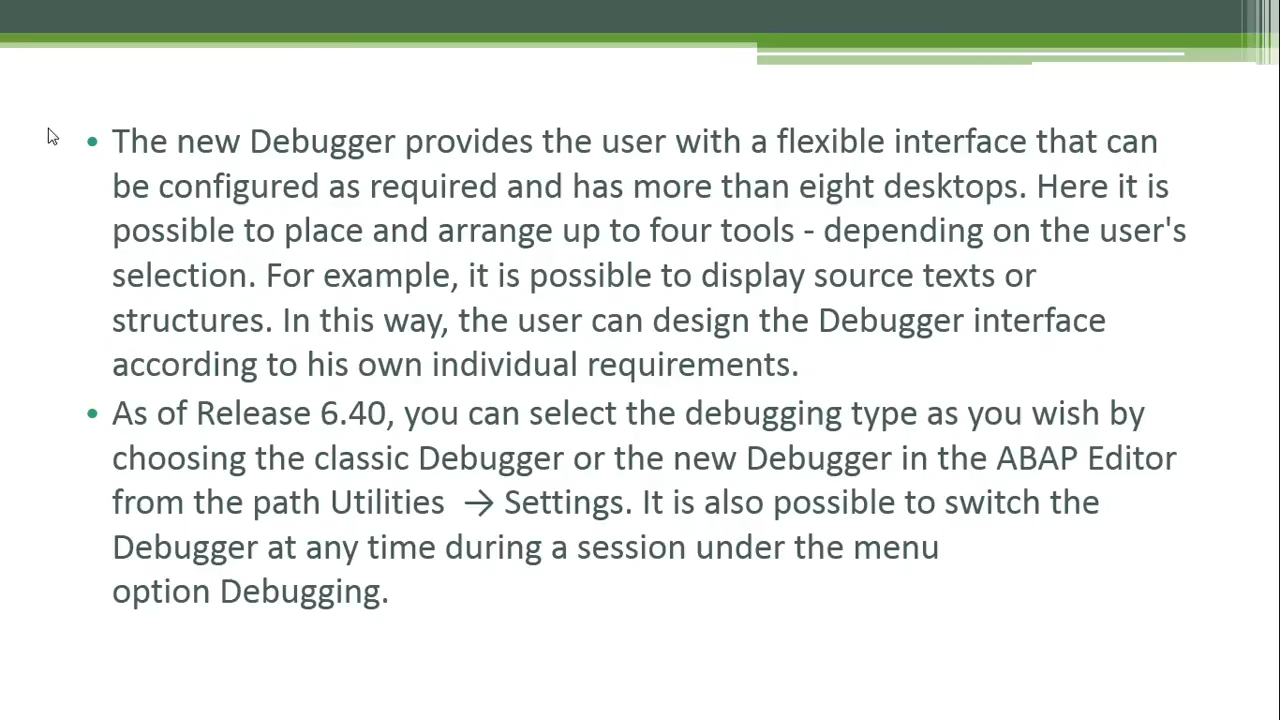 • The new Debugger provides the user with a flexible interface that can
be configured as required and has more than eight desktops. Here it is
possible to place and arrange up to four tools - depending on the user's
selection. For example, it is possible to display source texts or
structures. In this way, the user can design the Debugger interface
according to his own individual requirements.
• As of Release 6.40, you can select the debugging type as you wish by
choosing the classic Debugger or the new Debugger in the ABAP Editor
from the path Utilities → Settings. It is also possible to switch the
Debugger at any time during a session under the menu
option Debugging.